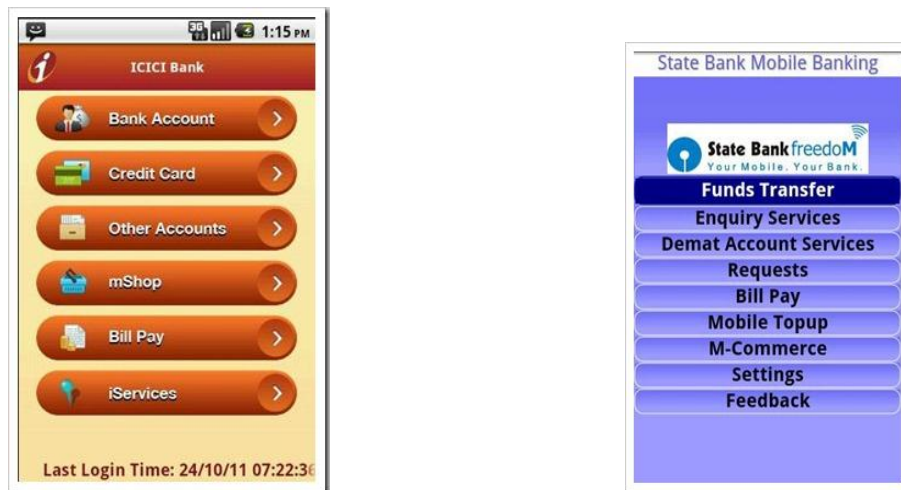 1:15 PM
ICICI Bank
Bank Account
Credit Card
Other Accounts
mShop
Bill Pay
iServices
Last Login Time: 24/10/11 07:22:36
State Bank Mobile Banking
State Bank freedoM
Your Mobile. Your Bank.
Funds Transfer
Enquiry Services
Demat Account Services
Requests
Bill Pay
Mobile Topup
M-Commerce
Settings
Feedback